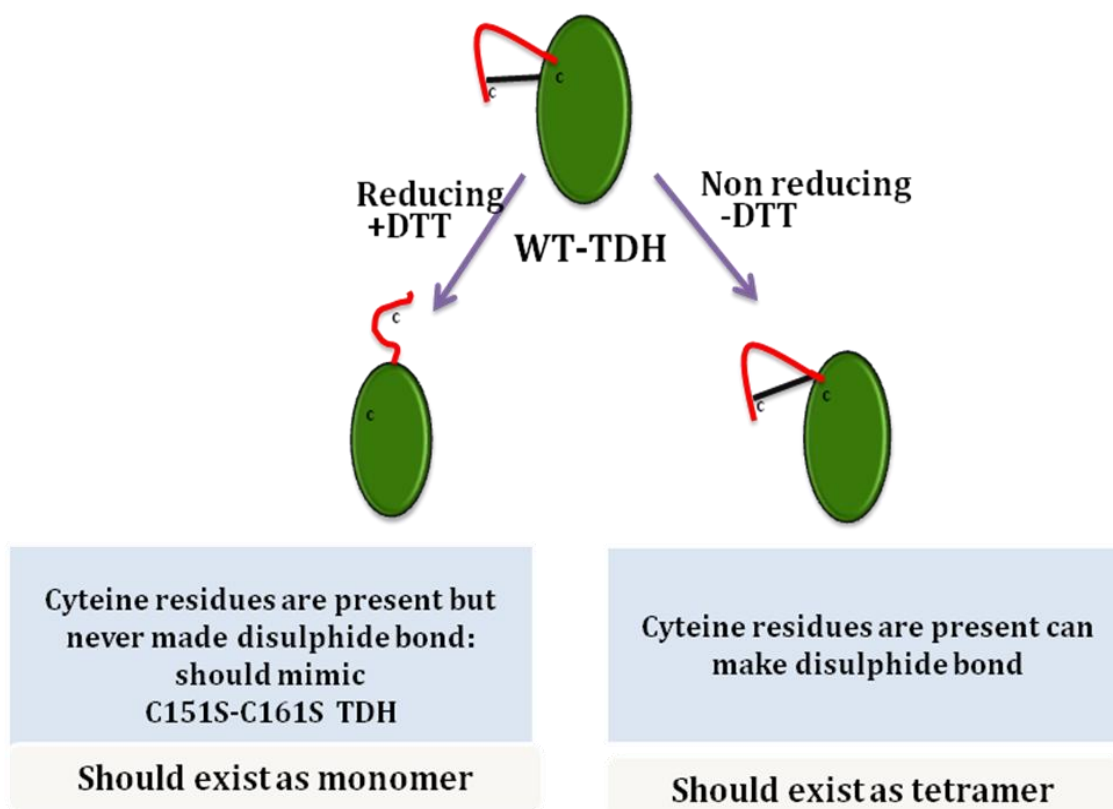 c
c
Reducing
+DTT
Non reducing
-DTT
WT-TDH
c
c
c
c
Cyteine residues are present but
never made disulphide bond:
should mimic
C151S-C161S TDH
Cyteine residues are present can
make disulphide bond
Should exist as monomer
Should exist as tetramer